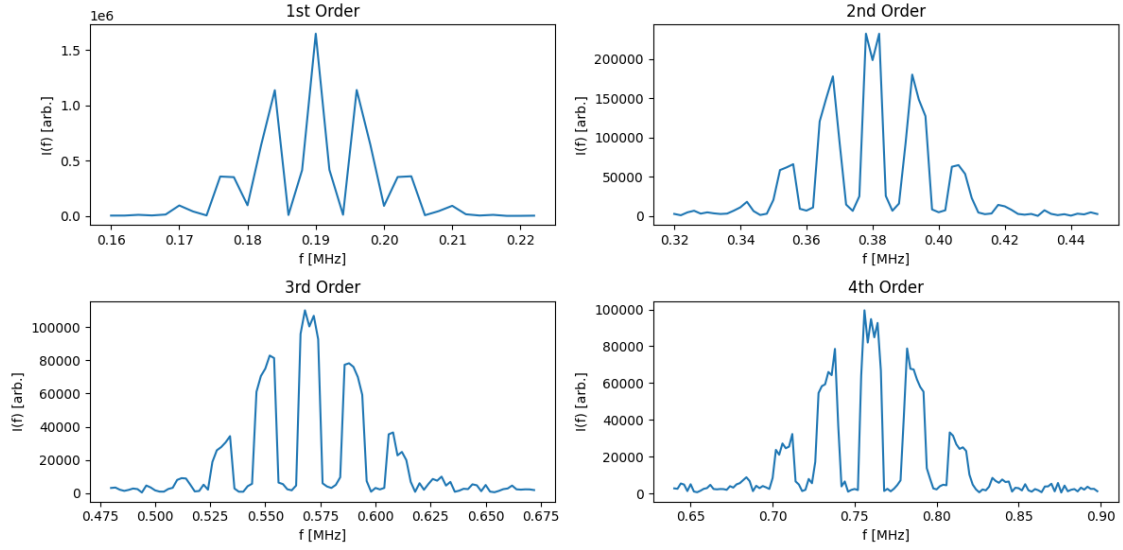 1st Order
1e6
1.5
1.0
0.5
0.0
I(f) [arb.]
0.16 0.17 0.18 0.19 0.20 0.21 0.22
f [MHz]
2nd Order
200000
150000
100000
50000
0
I(f) [arb.]
0.32 0.34 0.36 0.38 0.40 0.42 0.44
f [MHz]
3rd Order
100000
80000
60000
40000
20000
0
I(f) [arb.]
0.475 0.500 0.525 0.550 0.575 0.600 0.625 0.650 0.675
f [MHz]
4th Order
100000
80000
60000
40000
20000
0
I(f) [arb.]
0.65 0.70 0.75 0.80 0.85 0.90
f [MHz]